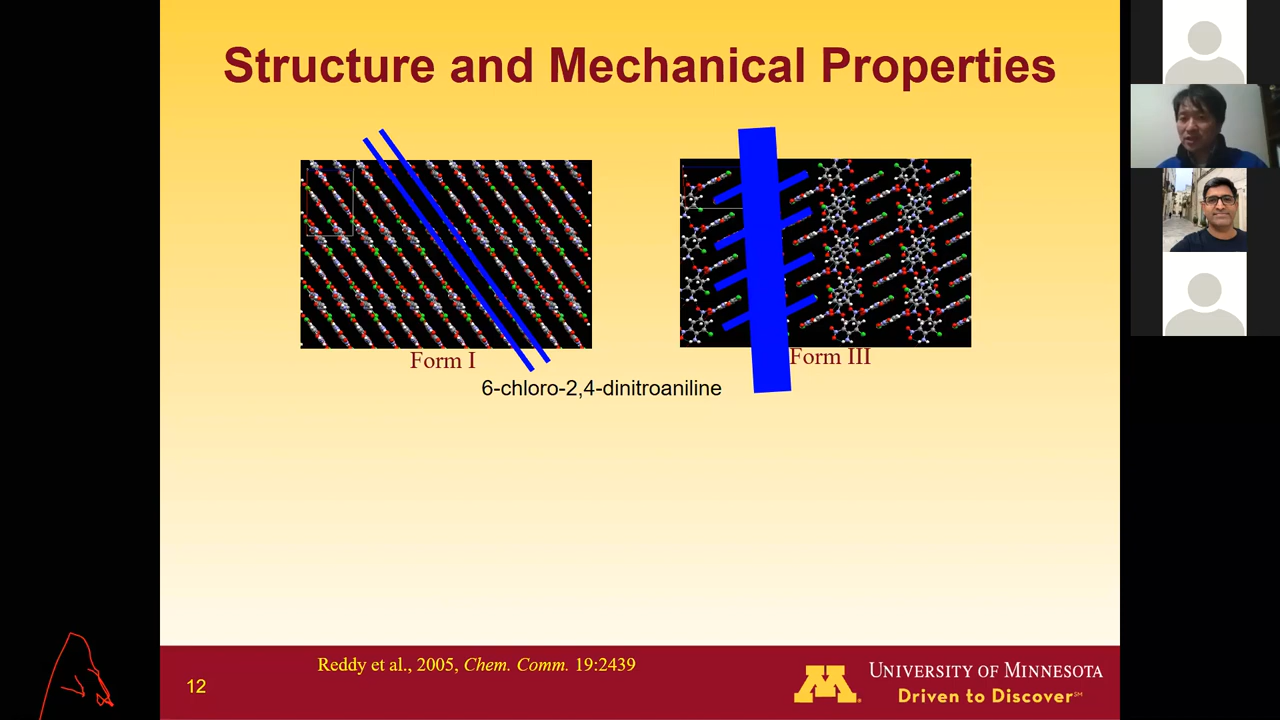 Structure and Mechanical Properties
Form I
Form III
6-chloro-2,4-dinitroaniline
Reddy et al., 2005, Chem. Comm. 19:2439
12
M
UNIVERSITY OF MINNESOTA
Driven to Discover℠